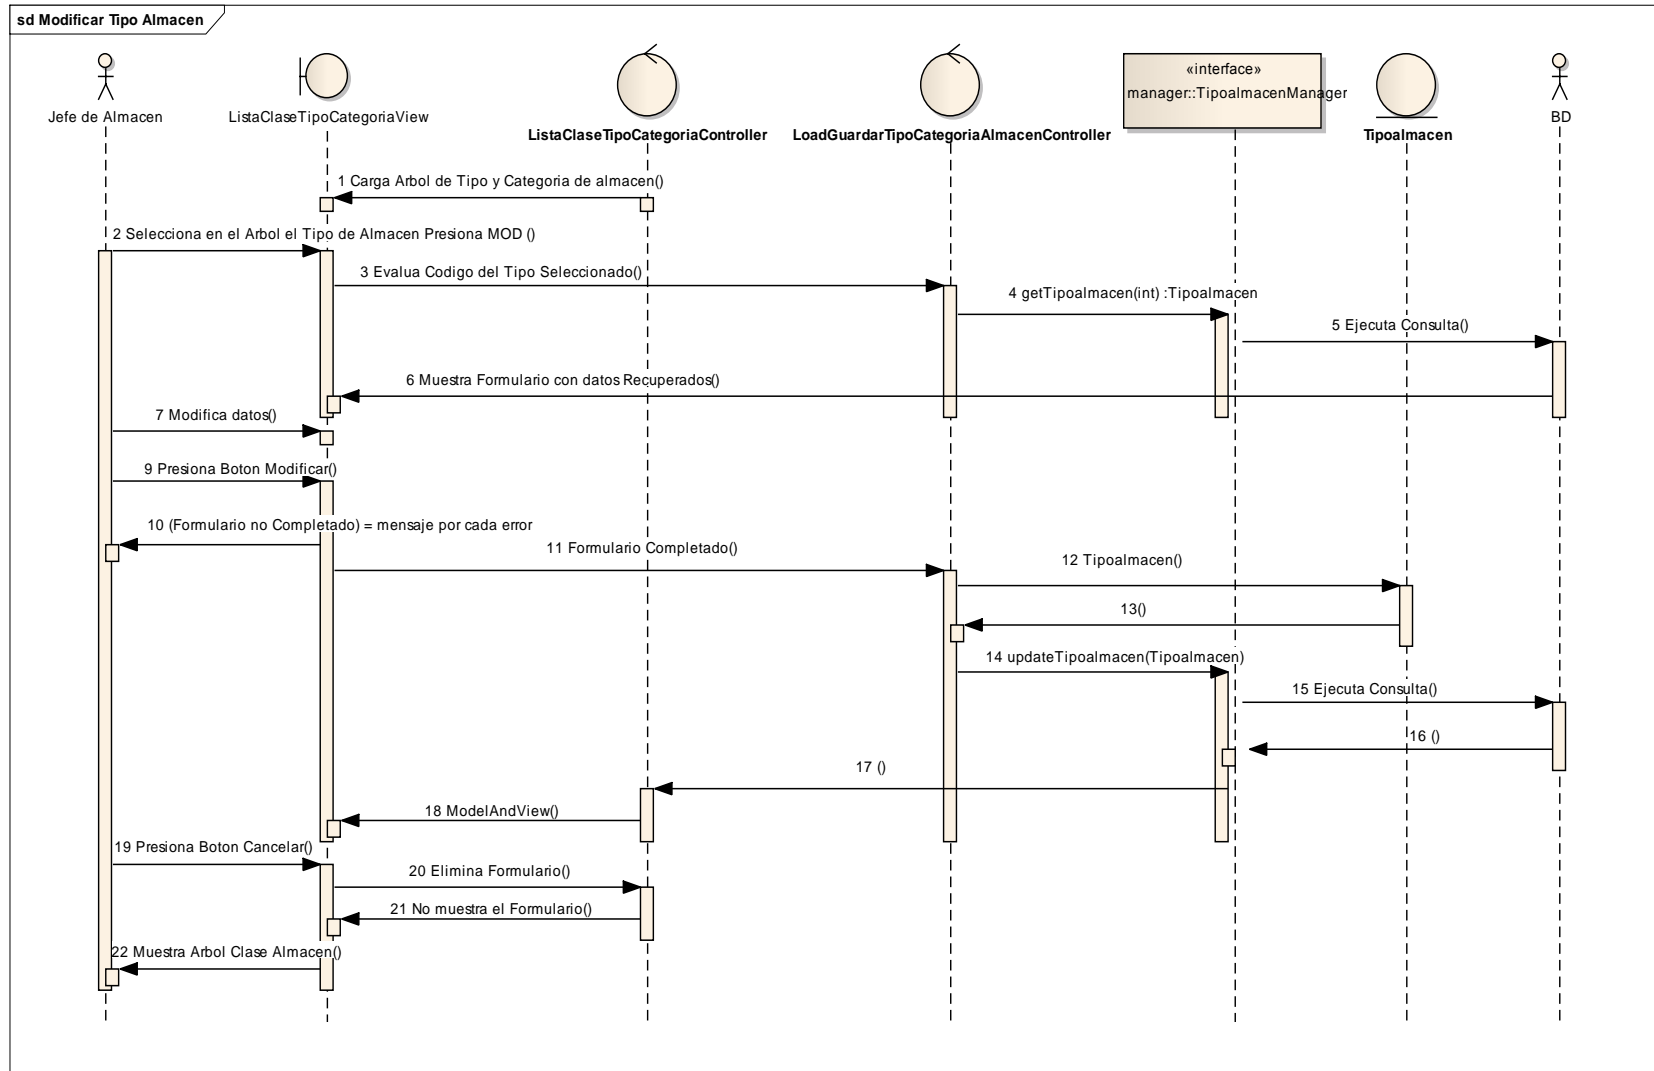 sd Modificar Tipo Almacen
Jefe de Almacen
ListaClaseTipoCategoriaView
ListaClaseTipoCategoriaController
LoadGuardarTipoCategoriaAlmacenController
«interface»
manager::TipoalmacenManager
Tipoalmacen
BD
1 Carga Arbol de Tipo y Categoria de almacen()
2 Selecciona en el Arbol el Tipo de Almacen Presiona MOD ()
3 Evalua Codigo del Tipo Seleccionado()
4 getTipoalmacen(int) :Tipoalmacen
5 Ejecuta Consulta()
6 Muestra Formulario con datos Recuperados()
7 Modifica datos()
9 Presiona Boton Modificar()
10 (Formulario no Completado) = mensaje por cada error
11 Formulario Completado()
12 Tipoalmacen()
13()
14 updateTipoalmacen(Tipoalmacen)
15 Ejecuta Consulta()
16 ()
17 ()
18 ModelAndView()
19 Presiona Boton Cancelar()
20 Elimina Formulario()
21 No muestra el Formulario()
22 Muestra Arbol Clase Almacen()